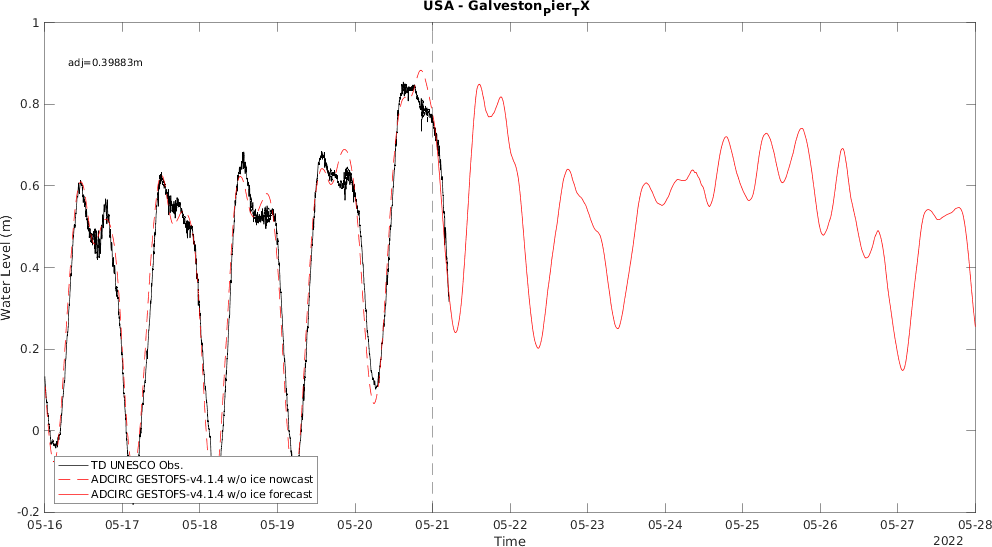 USA - GalvestonPierTX
adj=0.39883m
1
0.8
0.6
0.4
0.2
0
-0.2
Water Level (m)
TD UNESCO Obs.
ADCIRC GESTOFS-v4.1.4 w/o ice nowcast
ADCIRC GESTOFS-v4.1.4 w/o ice forecast
05-16 05-17 05-18 05-19 05-20 05-21 05-22 05-23 05-24 05-25 05-26 05-27 05-28
Time
2022